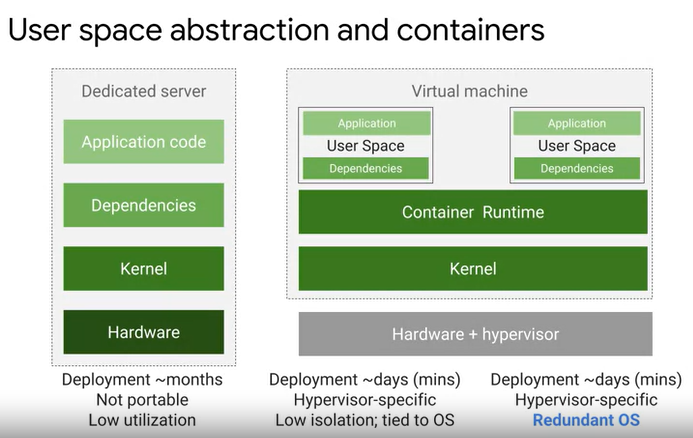 User space abstraction and containers
Dedicated server
Application code
Dependencies
Kernel
Hardware
Deployment ~months
Not portable
Low utilization
Virtual machine
Application
User Space
Dependencies
Application
User Space
Dependencies
Container Runtime
Kernel
Hardware + hypervisor
Deployment ~days (mins)
Hypervisor-specific
Low isolation; tied to OS
Deployment ~days (mins)
Hypervisor-specific
Redundant OS